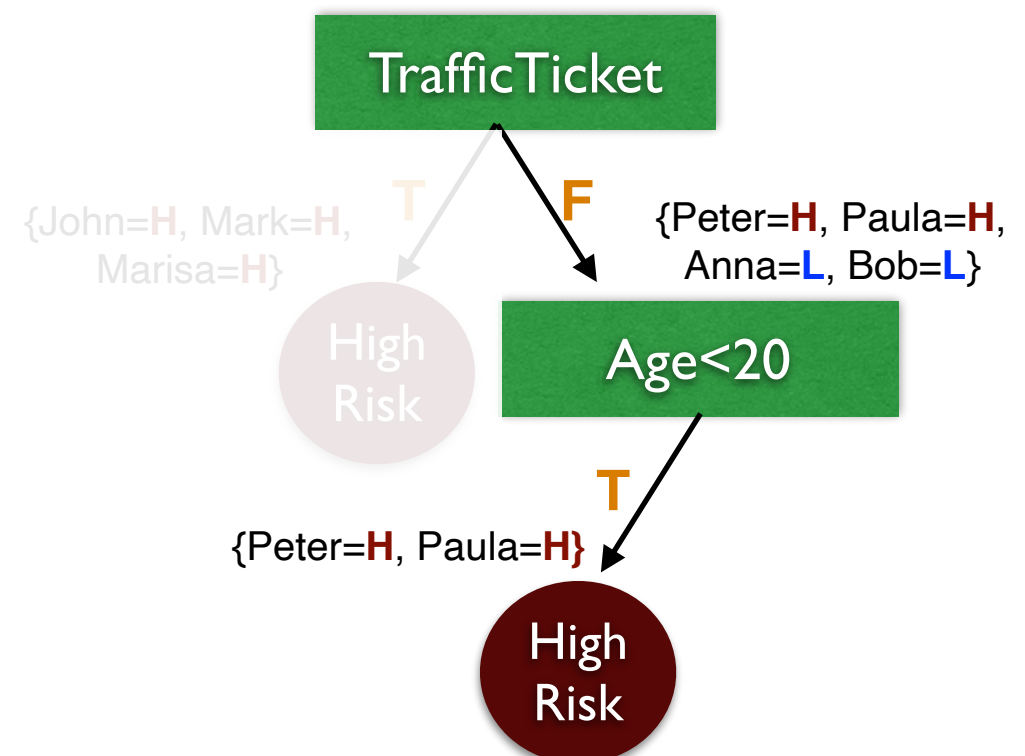 TrafficTicket
T
F
{John=H, Mark=H,
Marisa=H}
{Peter=H, Paula=H,
Anna=L, Bob=L}
High
Risk
Age<20
T
{Peter=H, Paula=H}
High
Risk